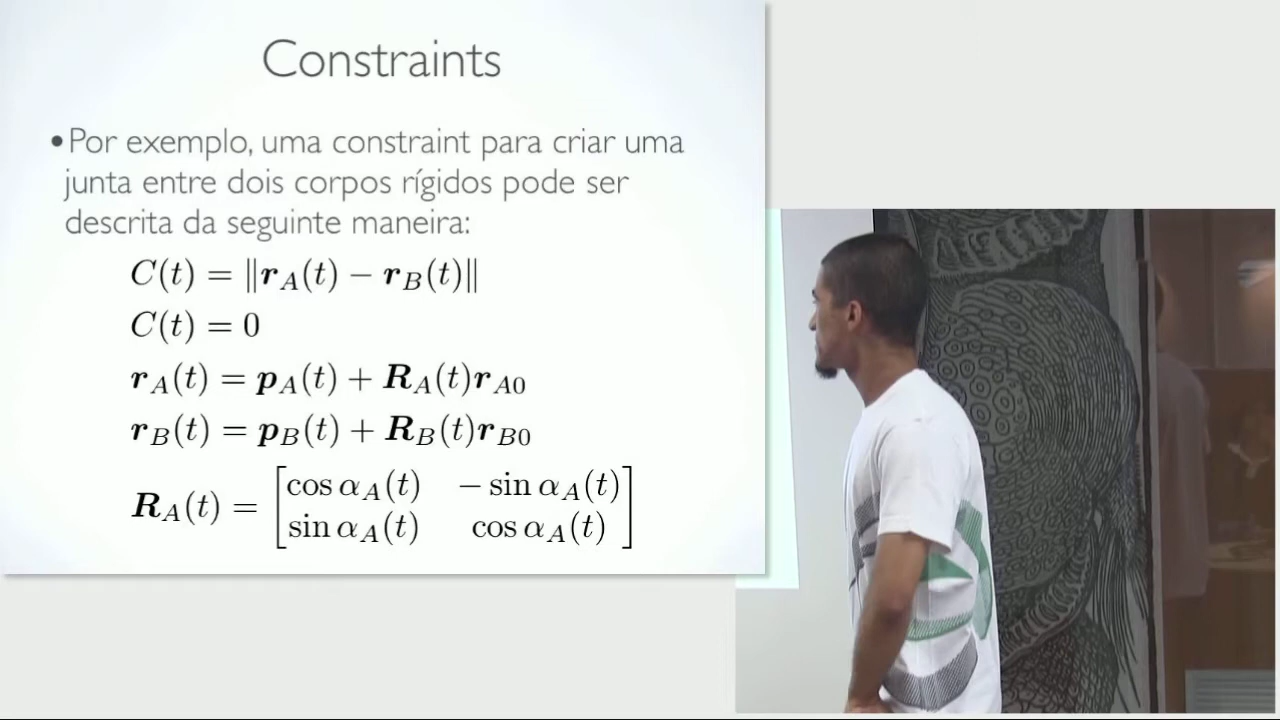 Constraints
•Por exemplo, uma constraint para criar uma
junta entre dois corpos rígidos pode ser
descrita da seguinte maneira:
C(t) = ‖r_A(t) − r_B(t)‖
C(t) = 0
r_A(t) = p_A(t) + R_A(t)r_{A0}
r_B(t) = p_B(t) + R_B(t)r_{B0}
R_A(t) = [cos α_A(t) − sin α_A(t)
sin α_A(t) cos α_A(t)]